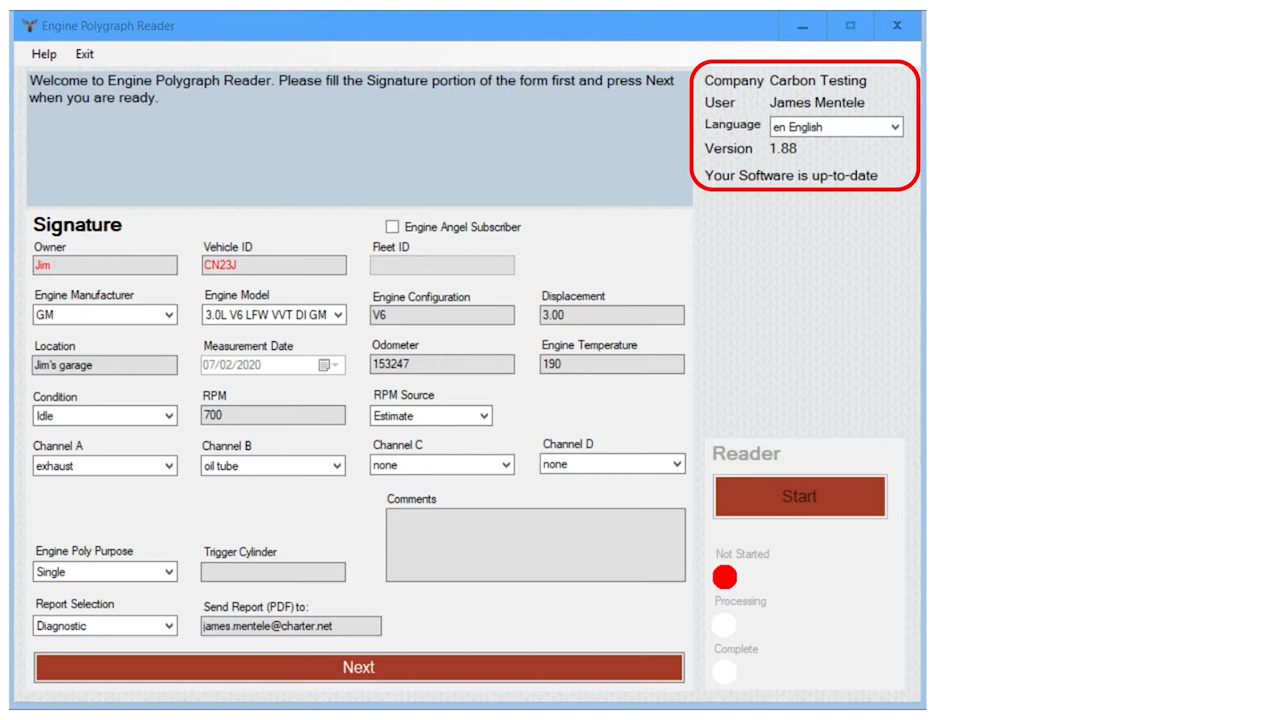 Engine Polygraph Reader
Help Exit
Welcome to Engine Polygraph Reader. Please fill the Signature portion of the form first and press Next
when you are ready.
Company Carbon Testing
User James Mentele
Language en English
Version 1.88
Your Software is up-to-date
Signature
Engine Angel Subscriber
Owner Vehicle ID Fleet ID
Jim CN23J
Engine Manufacturer Engine Model Engine Configuration Displacement
GM 3.0L V6 LFW VVT DI GM V6 3.00
Location Measurement Date Odometer Engine Temperature
Jim's garage 07/02/2020 153247 190
Condition RPM RPM Source
Idle 700 Estimate
Channel A Channel B Channel C Channel D
exhaust oil tube none none
Comments
Engine Poly Purpose Trigger Cylinder
Single
Report Selection Send Report (PDF) to:
Diagnostic james.mentele@charter.net
Next
Reader
Start
Not Started
Processing
Complete